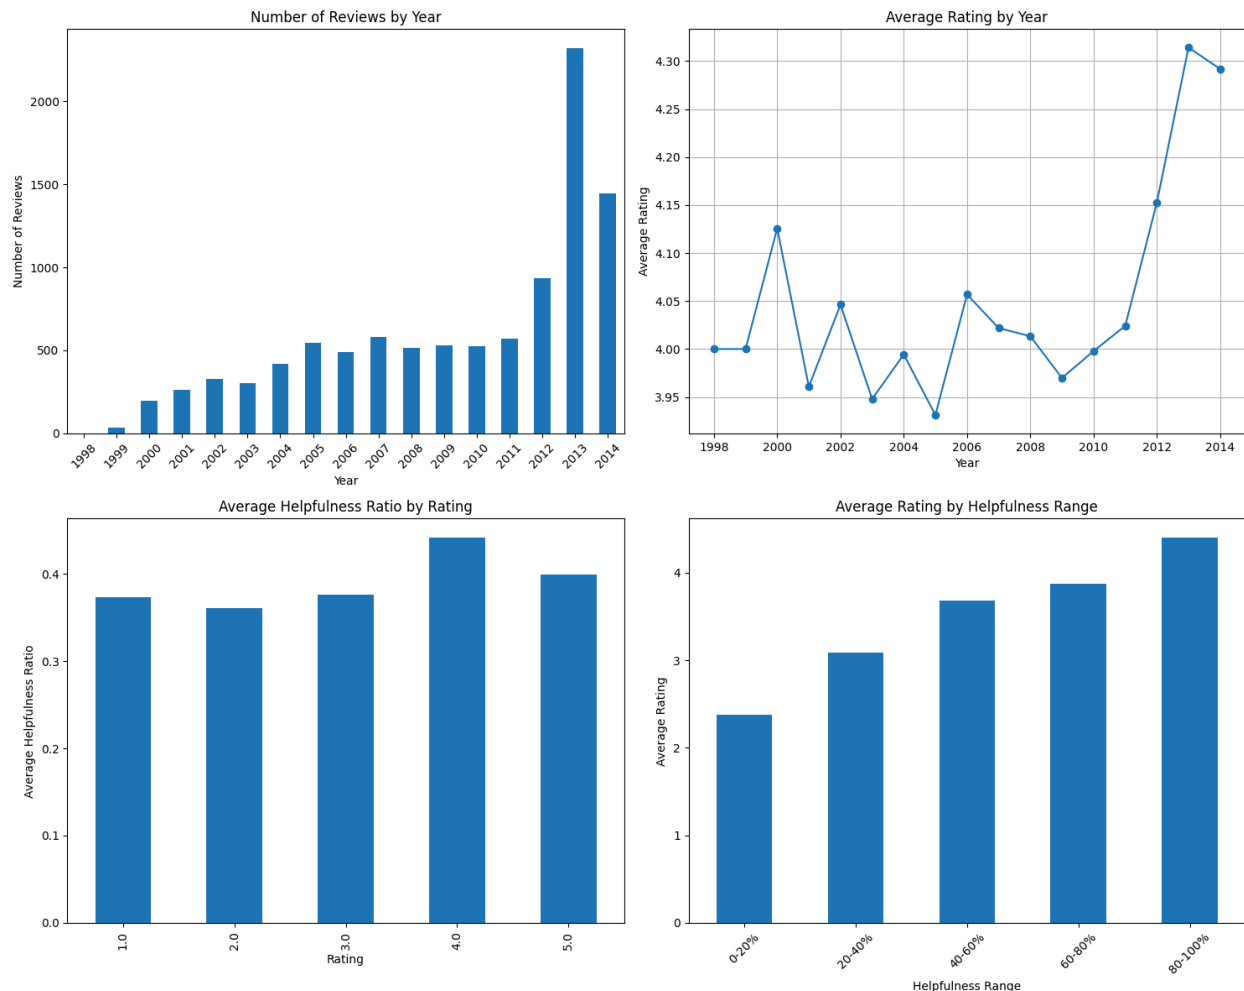 Number of Reviews by Year
Number of Reviews
2000
1500
1000
500
0
1998 1999 2000 2001 2002 2003 2004 2005 2006 2007 2008 2009 2010 2011 2012 2013 2014
Year
Average Rating by Year
Average Rating
4.30
4.25
4.20
4.15
4.10
4.05
4.00
3.95
1998 2000 2002 2004 2006 2008 2010 2012 2014
Year
Average Helpfulness Ratio by Rating
Average Helpfulness Ratio
0.4
0.3
0.2
0.1
0.0
1.0 2.0 3.0 4.0 5.0
Rating
Average Rating by Helpfulness Range
Average Rating
4
3
2
1
0
0-20% 20-40% 40-60% 60-80% 80-100%
Helpfulness Range